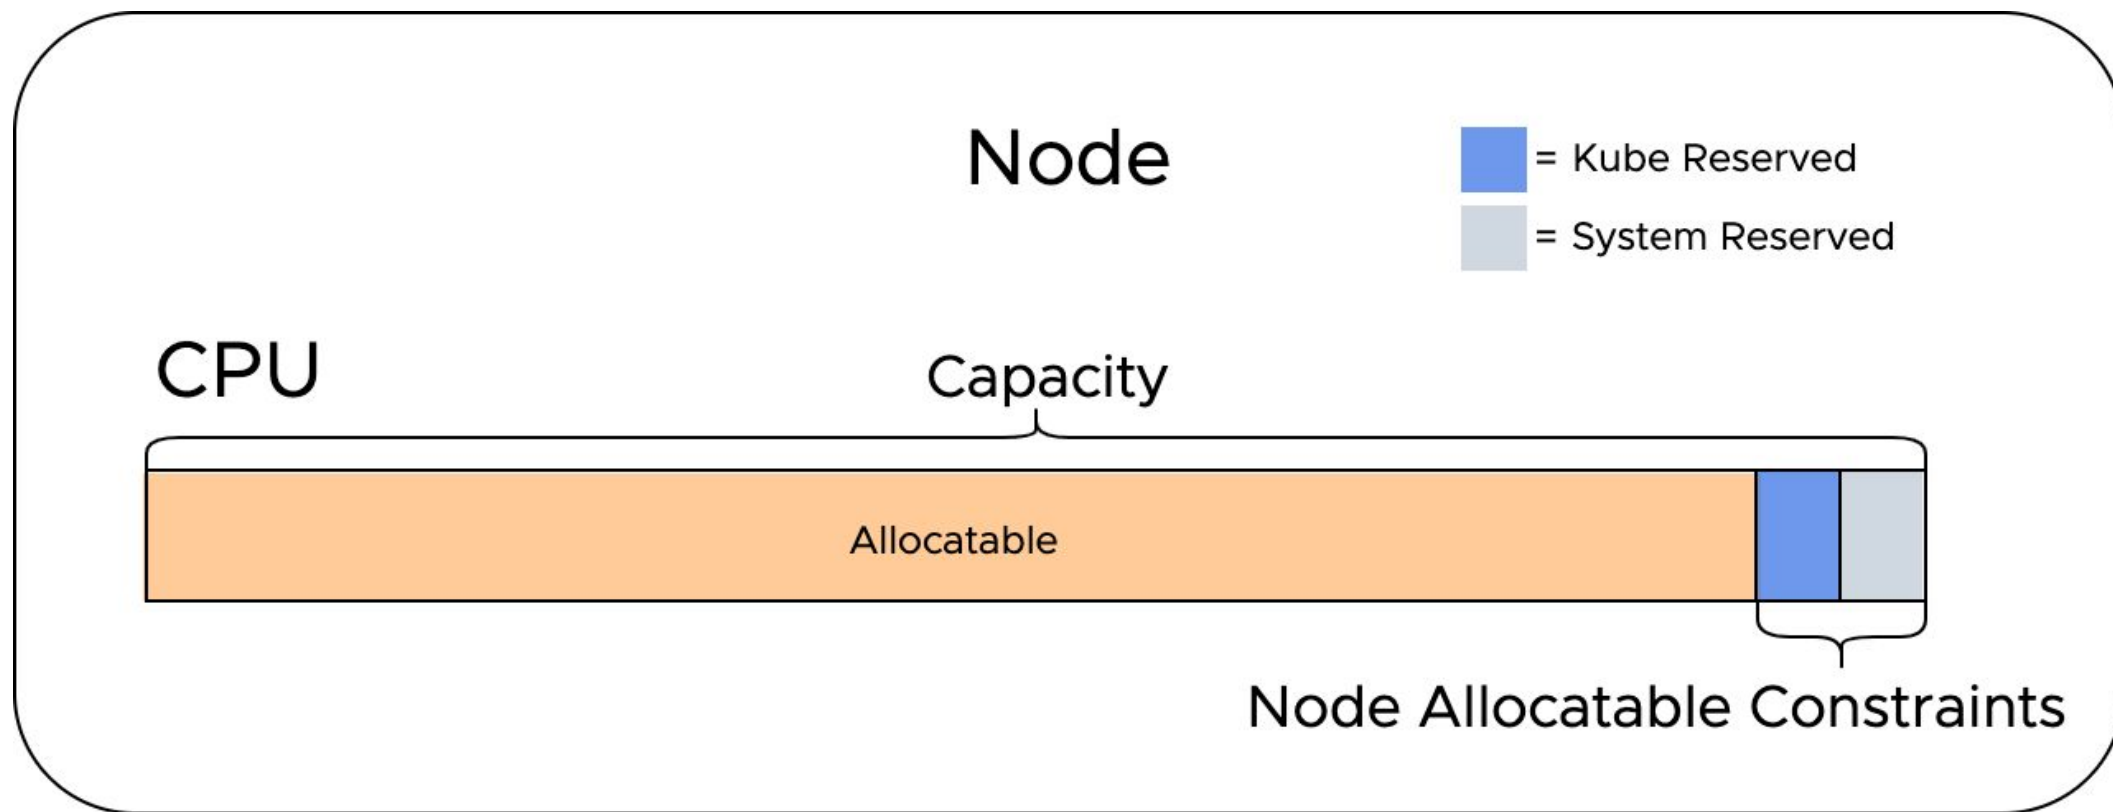 Node
= Kube Reserved
= System Reserved
CPU
Capacity
Allocatable
Node Allocatable Constraints